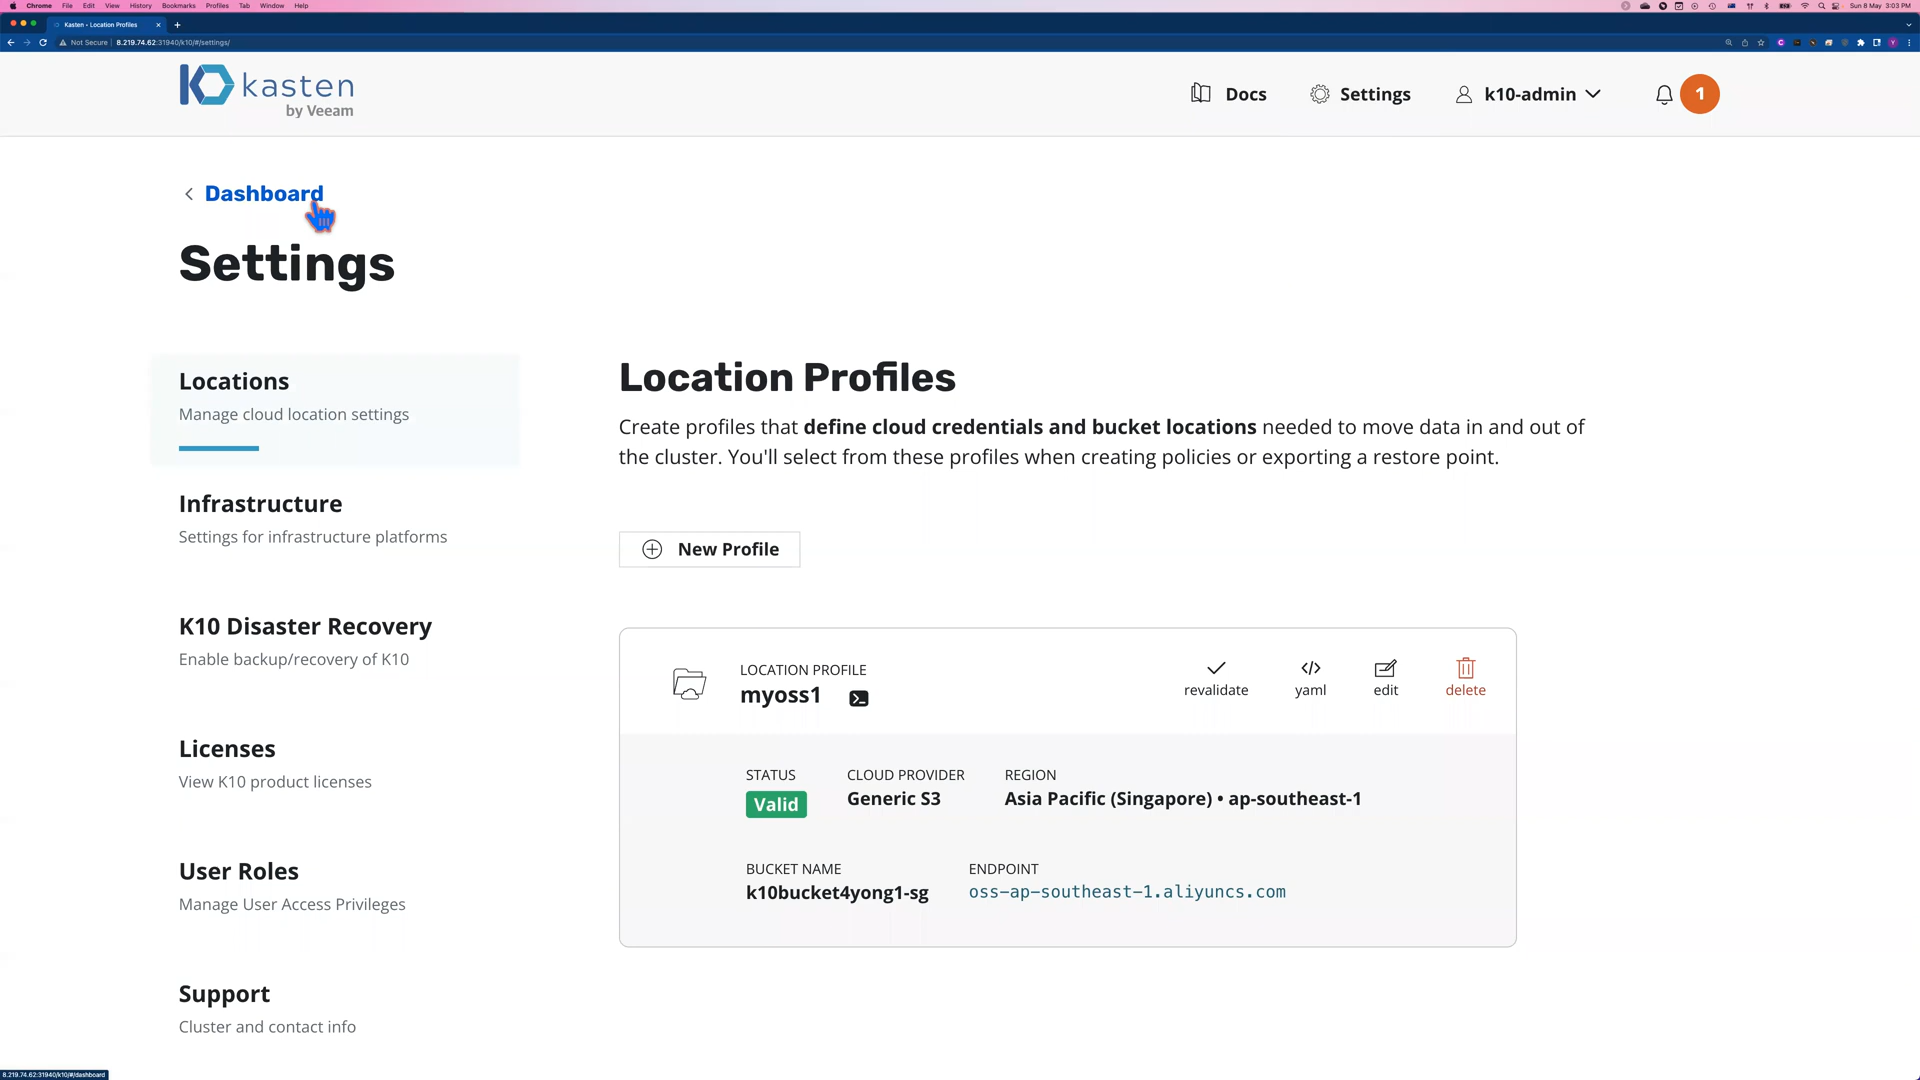 Chrome File Edit View History Bookmarks Profiles Tab Window Help
Sun 8 May 3:03 PM
Kasten • Location Profiles
Not Secure 8.219.74.62:31940/k10/#/settings/
kasten
by Veeam
Docs
Settings
k10-admin
1
Dashboard
Settings
Locations
Manage cloud location settings
Infrastructure
Settings for infrastructure platforms
K10 Disaster Recovery
Enable backup/recovery of K10
Licenses
View K10 product licenses
User Roles
Manage User Access Privileges
Support
Cluster and contact info
Location Profiles
Create profiles that define cloud credentials and bucket locations needed to move data in and out of
the cluster. You'll select from these profiles when creating policies or exporting a restore point.
New Profile
LOCATION PROFILE
myoss1
revalidate
yaml
edit
delete
STATUS
Valid
CLOUD PROVIDER
Generic S3
REGION
Asia Pacific (Singapore) • ap-southeast-1
BUCKET NAME
k10bucket4yong1-sg
ENDPOINT
oss-ap-southeast-1.aliyuncs.com
8.219.74.62:31940/k10/#/dashboard